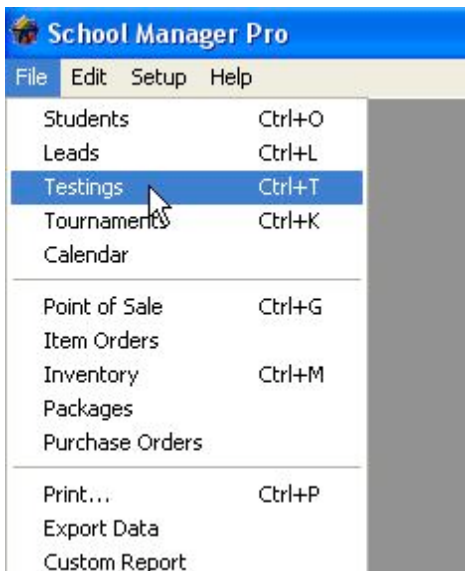 School Manager Pro
File Edit Setup Help
Students Ctrl+O
Leads Ctrl+L
Testings Ctrl+T
Tournaments Ctrl+K
Calendar
Point of Sale Ctrl+G
Item Orders
Inventory Ctrl+M
Packages
Purchase Orders
Print... Ctrl+P
Export Data
Custom Report